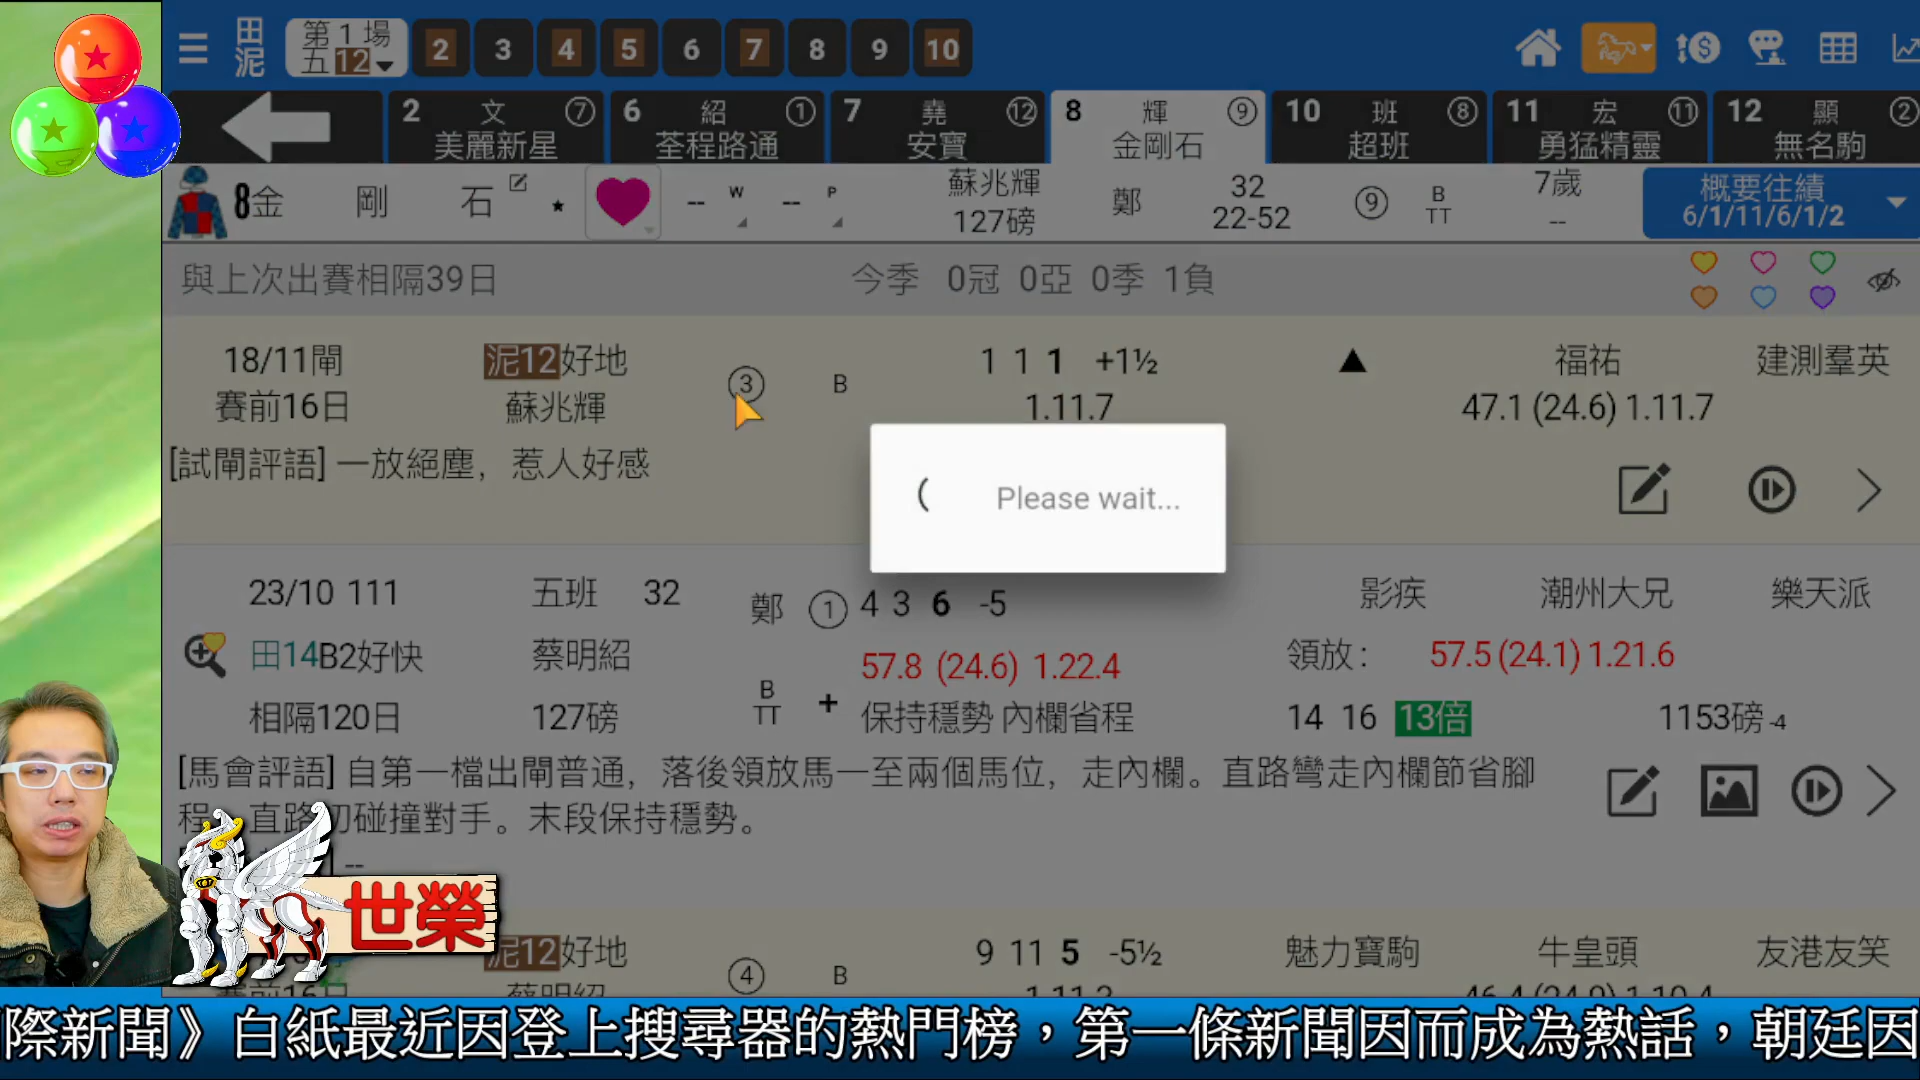 田泥
第1場
五12
2 3 4 5 6 7 8 9 10
2 文 ⑦ 美麗新星
6 紹 ① 荃程路通
7 堯 ⑫ 安寶
8 輝 ⑨ 金剛石
10 班 ⑧ 超班
11 宏 ⑪ 勇猛精靈
12 顯 ② 無名駒
8金剛石 ★ -- W -- P
蘇兆輝
127磅
鄭
32
22-52
⑨
B
TT
7歲
--
概要往績
6/1/11/6/1/2
與上次出賽相隔39日 今季 0冠 0亞 0季 1負
18/11閘 泥12好地 ③ B 1 1 1 +1½ ▲ 福祐 建測羣英
賽前16日 蘇兆輝 1.11.7 47.1 (24.6) 1.11.7
[試閘評語] 一放絕塵，惹人好感
Please wait...
23/10 111 五班 32 鄭 ① 4 3 6 -5 影疾 潮州大兄 樂天派
田14B2好快 蔡明紹 57.8 (24.6) 1.22.4 領放： 57.5 (24.1) 1.21.6
相隔120日 127磅 B TT + 保持穩勢 內欄省程 14 16 13倍 1153磅-4
[馬會評語] 自第一檔出閘普通，落後領放馬一至兩個馬位，走內欄。直路彎走內欄節省腳
程。直路初碰撞對手。末段保持穩勢。
--
世榮
泥12好地 ④ B 9 11 5 -5½ 魅力寶駒 牛皇頭 友港友笑
際新聞》白紙最近因登上搜尋器的熱門榜，第一條新聞因而成為熱話，朝廷因